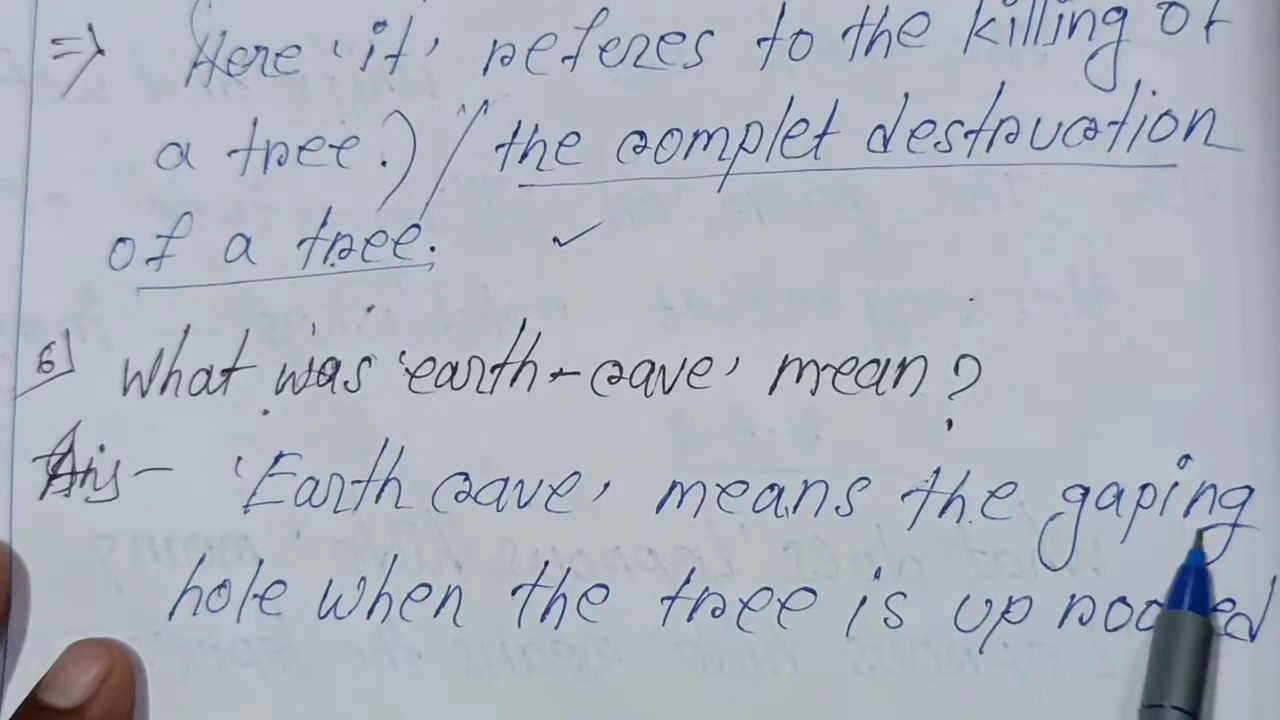 => Here 'it' referes to the killing of
a tree.) / the complet destruction
of a tree. ✓
6) What was 'earth-cave' mean?
Ans - 'Earth cave' means the gaping
hole when the tree is up